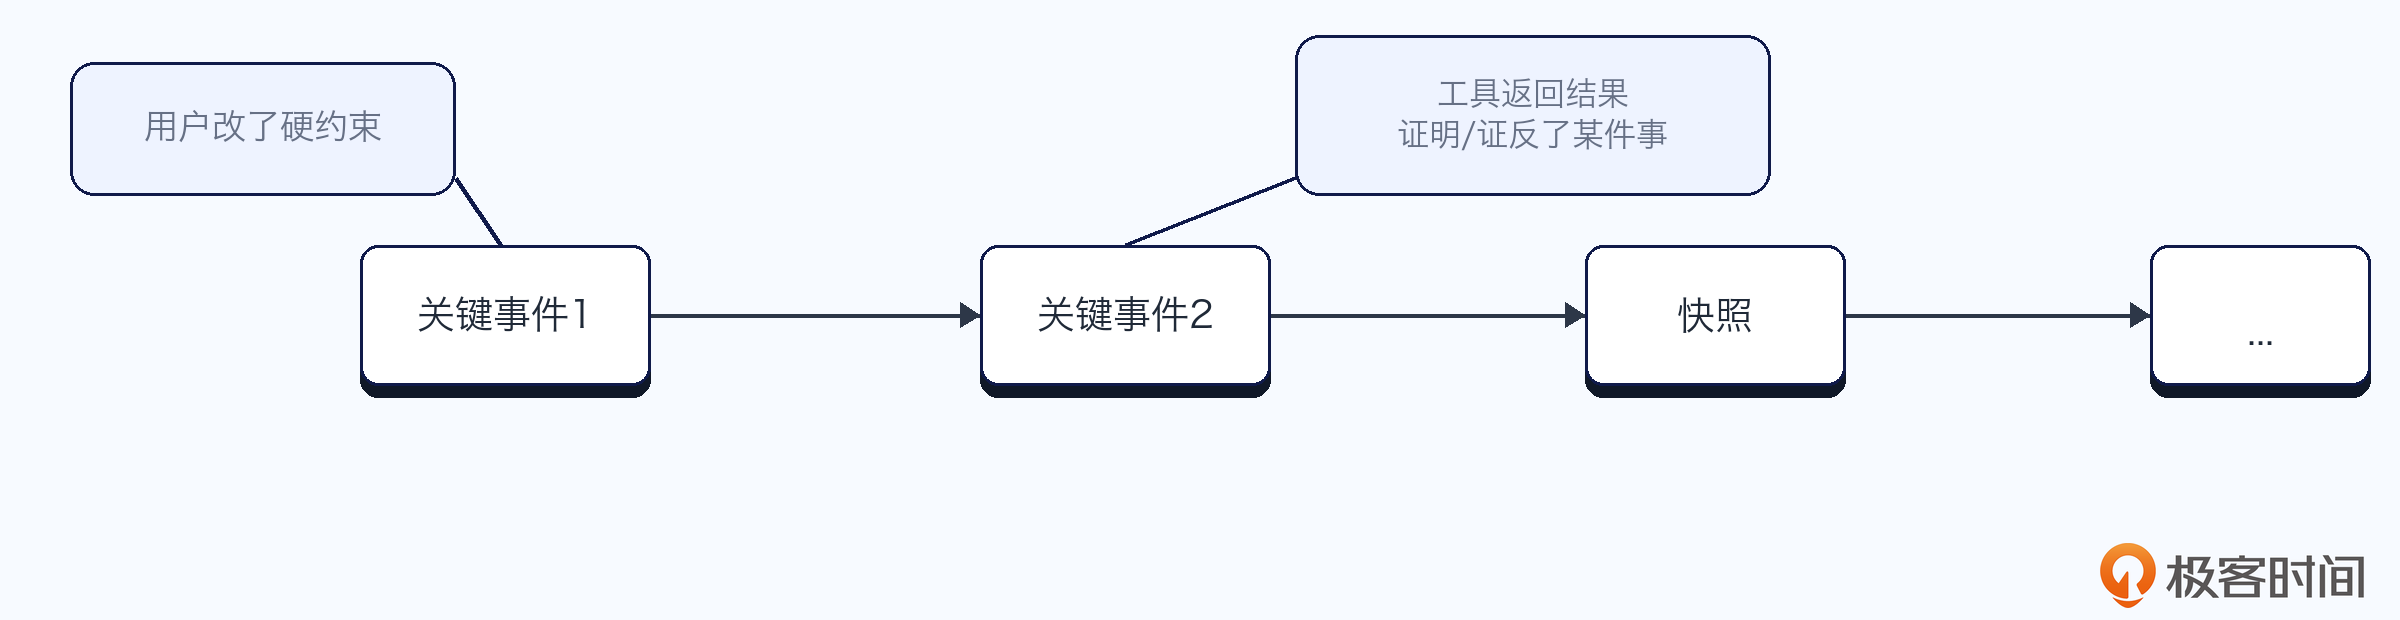 用户改了硬约束
工具返回结果
证明/证反了某件事
关键事件1
关键事件2
快照
...
极客时间